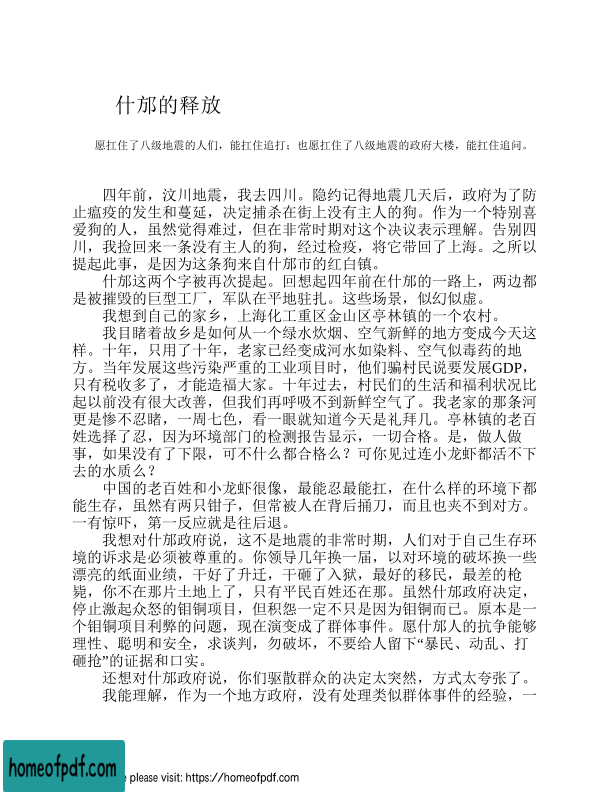 什邡的释放
愿扛住了八级地震的人们，能扛住追打；也愿扛住了八级地震的政府大楼，能扛住追问。
四年前，汶川地震，我去四川。隐约记得地震几天后，政府为了防
止瘟疫的发生和蔓延，决定捕杀在街上没有主人的狗。作为一个特别喜
爱狗的人，虽然觉得难过，但在非常时期对这个决议表示理解。告别四
川，我捡回来一条没有主人的狗，经过检疫，将它带回了上海。之所以
提起此事，是因为这条狗来自什邡市的红白镇。
什邡这两个字被再次提起。回想起四年前在什邡的一路上，两边都
是被摧毁的巨型工厂，军队在平地驻扎。这些场景，似幻似虚。
我想到自己的家乡，上海化工重区金山区亭林镇的一个农村。
我目睹着故乡是如何从一个绿水炊烟、空气新鲜的地方变成今天这
样。十年，只用了十年，老家已经变成河水如染料、空气似毒药的地
方。当年发展这些污染严重的工业项目时，他们骗村民说要发展GDP，
只有税收多了，才能造福大家。十年过去，村民们的生活和福利状况比
起以前没有很大改善，但我们再呼吸不到新鲜空气了。我老家的那条河
更是惨不忍睹，一周七色，看一眼就知道今天是礼拜几。亭林镇的老百
姓选择了忍，因为环境部门的检测报告显示，一切合格。是，做人做
事，如果没有了下限，可不什么都合格么？可你见过连小龙虾都活不下
去的水质么？
中国的老百姓和小龙虾很像，最能忍最能扛，在什么样的环境下都
能生存，虽然有两只钳子，但常被人在背后捅刀，而且也夹不到对方。
一有惊吓，第一反应就是往后退。
我想对什邡政府说，这不是地震的非常时期，人们对于自己生存环
境的诉求是必须被尊重的。你领导几年换一届，以对环境的破坏换一些
漂亮的纸面业绩，干好了升迁，干砸了入狱，最好的移民，最差的枪
毙，你不在那片土地上了，只有平民百姓还在那。虽然什邡政府决定，
停止激起众怒的钼铜项目，但积怨一定不只是因为钼铜而已。原本是一
个钼铜项目利弊的问题，现在演变成了群体事件。愿什邡人的抗争能够
理性、聪明和安全，求谈判，勿破坏，不要给人留下“暴民、动乱、打
砸抢”的证据和口实。
还想对什邡政府说，你们驱散群众的决定太突然，方式太夸张了。
我能理解，作为一个地方政府，没有处理类似群体事件的经验，一
homeofpdf.com
e please visit: https://homeofpdf.com